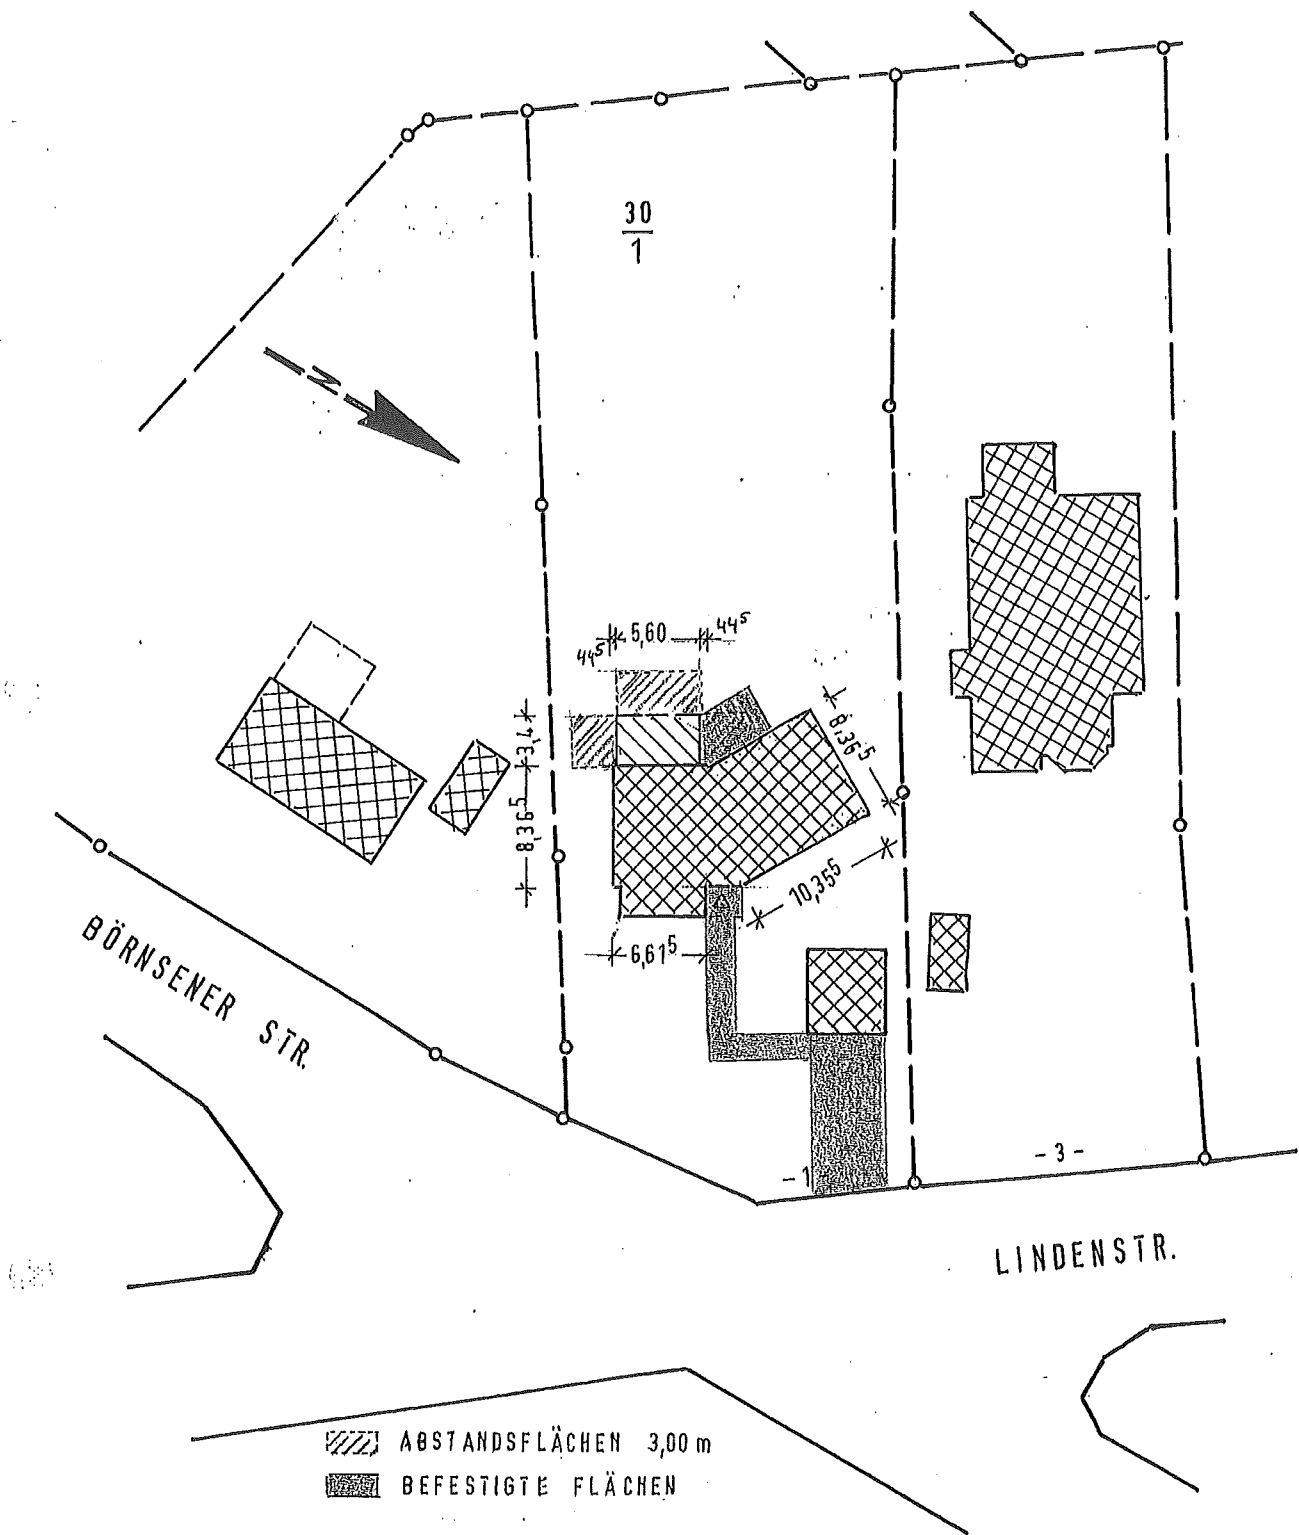 30
1
N
5,60
44⁵
44⁵
3,4
8,36⁵
8,36⁵
10,35⁵
6,61⁵
BÖRNSENER STR.
- 1
- 3 -
LINDENSTR.
ABSTANDSFLÄCHEN 3,00 m
BEFESTIGTE FLÄCHEN